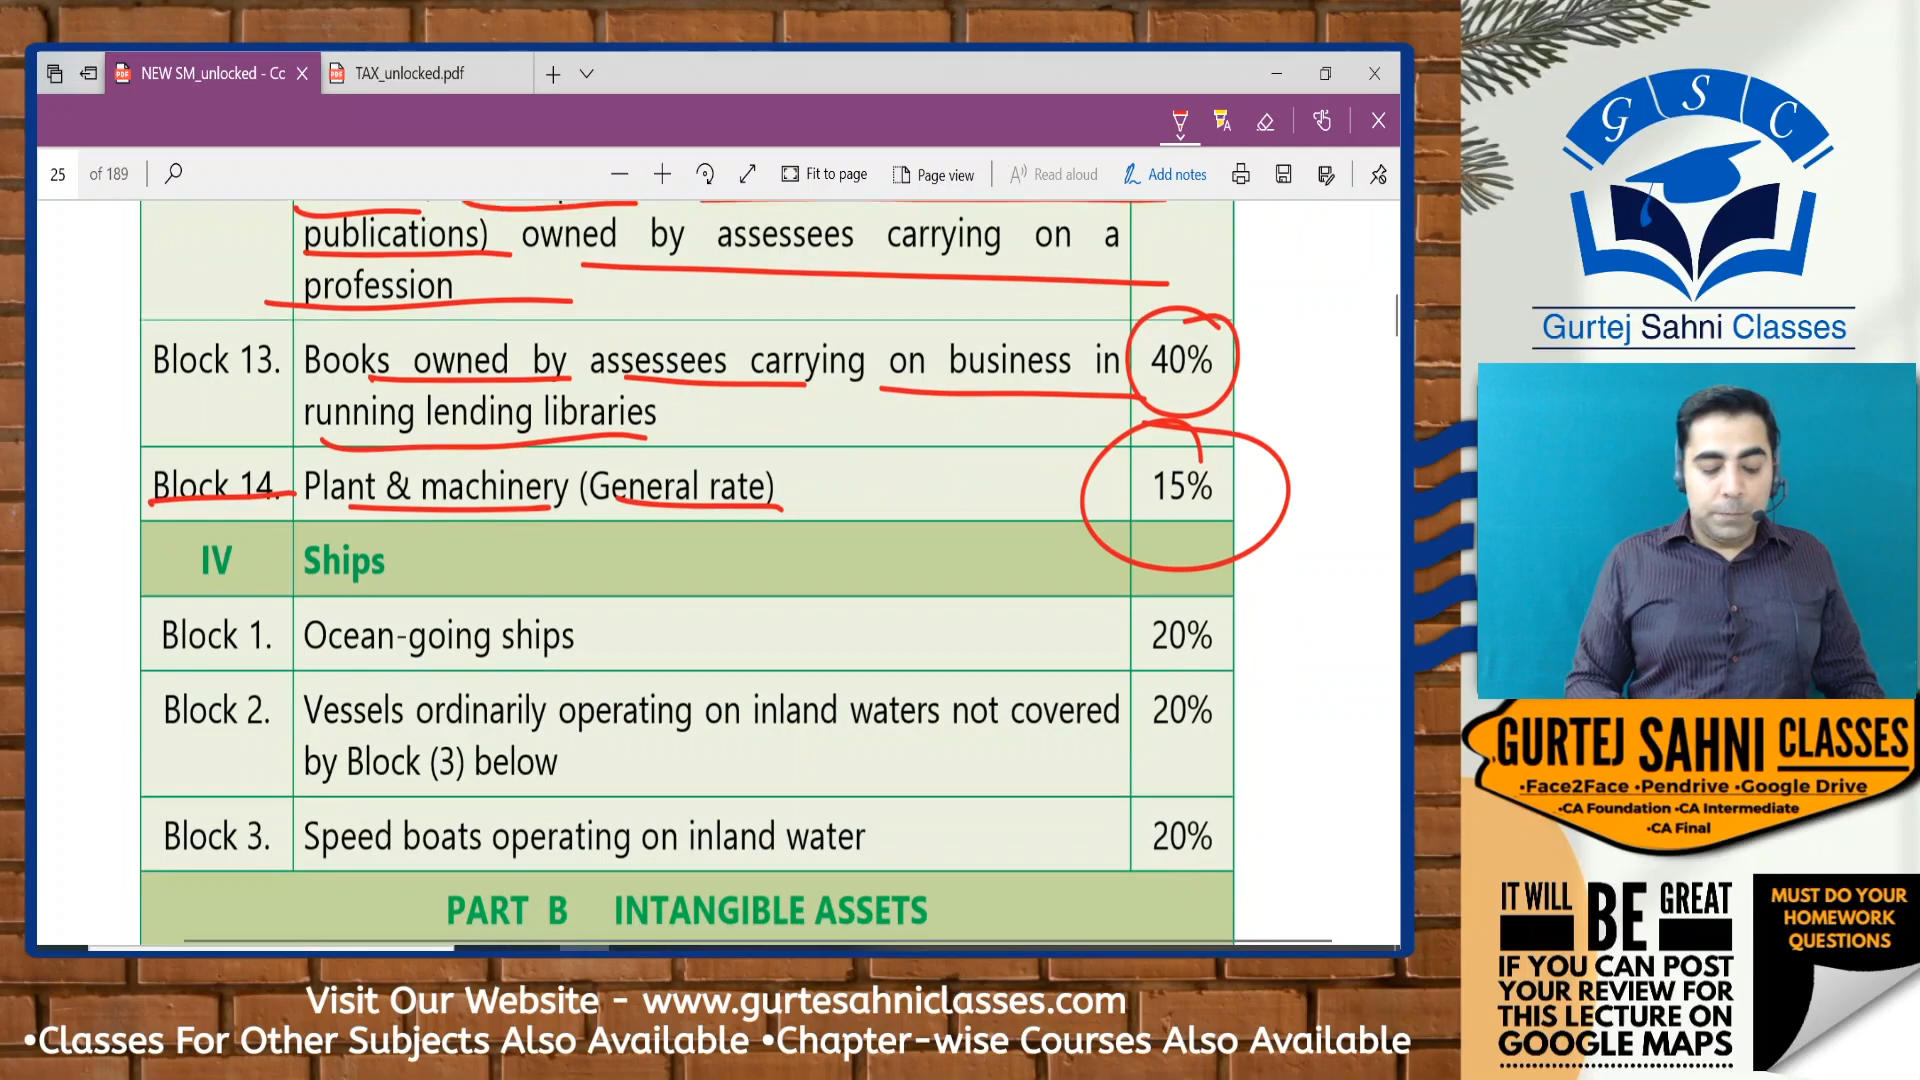 NEW SM_unlocked - Cc
TAX_unlocked.pdf
25 of 189
Fit to page
Page view
Read aloud
Add notes
publications) owned by assessees carrying on a
profession
Block 13. Books owned by assessees carrying on business in 40%
running lending libraries
Block 14. Plant & machinery (General rate) 15%
IV Ships
Block 1. Ocean-going ships 20%
Block 2. Vessels ordinarily operating on inland waters not covered 20%
by Block (3) below
Block 3. Speed boats operating on inland water 20%
PART B INTANGIBLE ASSETS
G S C
Gurtej Sahni Classes
GURTEJ SAHNI CLASSES
•Face2Face •Pendrive •Google Drive
•CA Foundation •CA Intermediate
•CA Final
IT WILL BE GREAT
IF YOU CAN POST
YOUR REVIEW FOR
THIS LECTURE ON
GOOGLE MAPS
MUST DO YOUR
HOMEWORK
QUESTIONS
Visit Our Website - www.gurtesahniclasses.com
•Classes For Other Subjects Also Available •Chapter-wise Courses Also Available